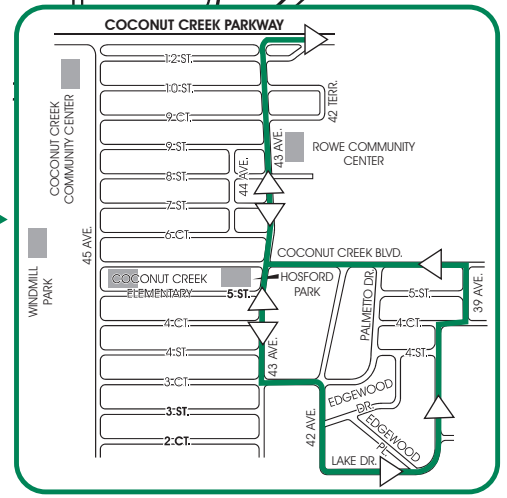 COCONUT CREEK PARKWAY
12 ST.
10 ST.
9 CT.
9 ST.
8 ST.
7 ST.
6 CT.
5 ST.
4 CT.
4 ST.
3 CT.
3 ST.
2 CT.
COCONUT CREEK
COMMUNITY CENTER
WINDMILL
PARK
45 AVE.
44 AVE.
43 AVE.
42 TERR.
ROWE COMMUNITY
CENTER
COCONUT CREEK BLVD.
COCONUT CREEK
ELEMENTARY
HOSFORD
PARK
PALMETTO DR.
5 ST.
4 CT.
4 ST.
39 AVE.
43 AVE.
42 AVE.
EDGEWOOD
DR.
EDGEWOOD
PL.
LAKE DR.